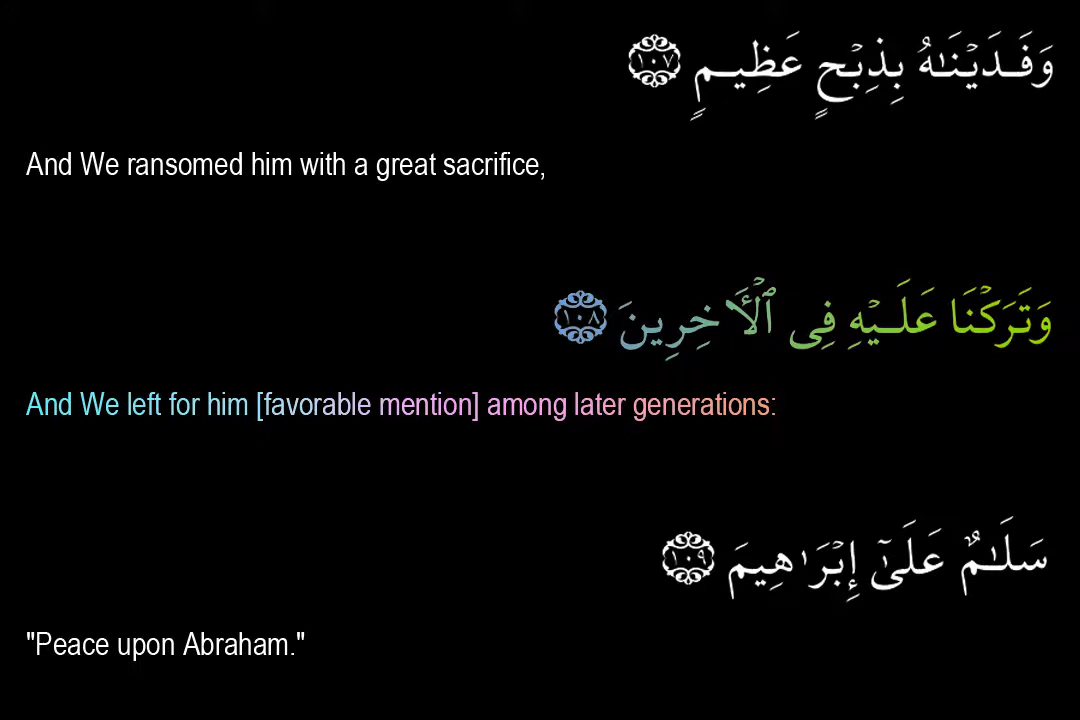 وَفَدَيْنَـٰهُ بِذِبْحٍ عَظِيمٍ ١٠٧
And We ransomed him with a great sacrifice,
وَتَرَكْنَا عَلَيْهِ فِى ٱلْـَٔاخِرِينَ ١٠٨
And We left for him [favorable mention] among later generations:
سَلَـٰمٌ عَلَىٰٓ إِبْرَٰهِيمَ ١٠٩
"Peace upon Abraham."